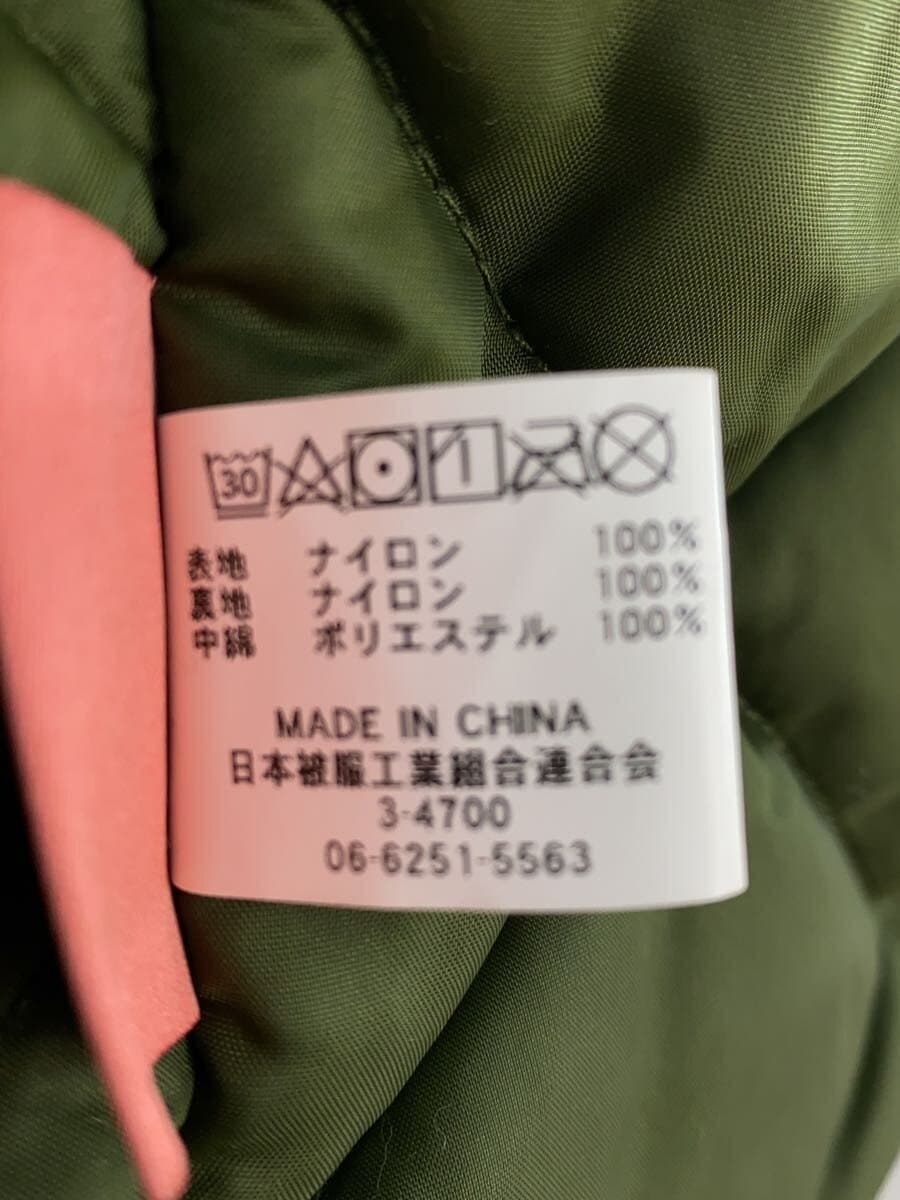 30
表地 ナイロン 100%
裏地 ナイロン 100%
中綿 ポリエステル 100%
MADE IN CHINA
日本被服工業組合連合会
3-4700
06-6251-5563